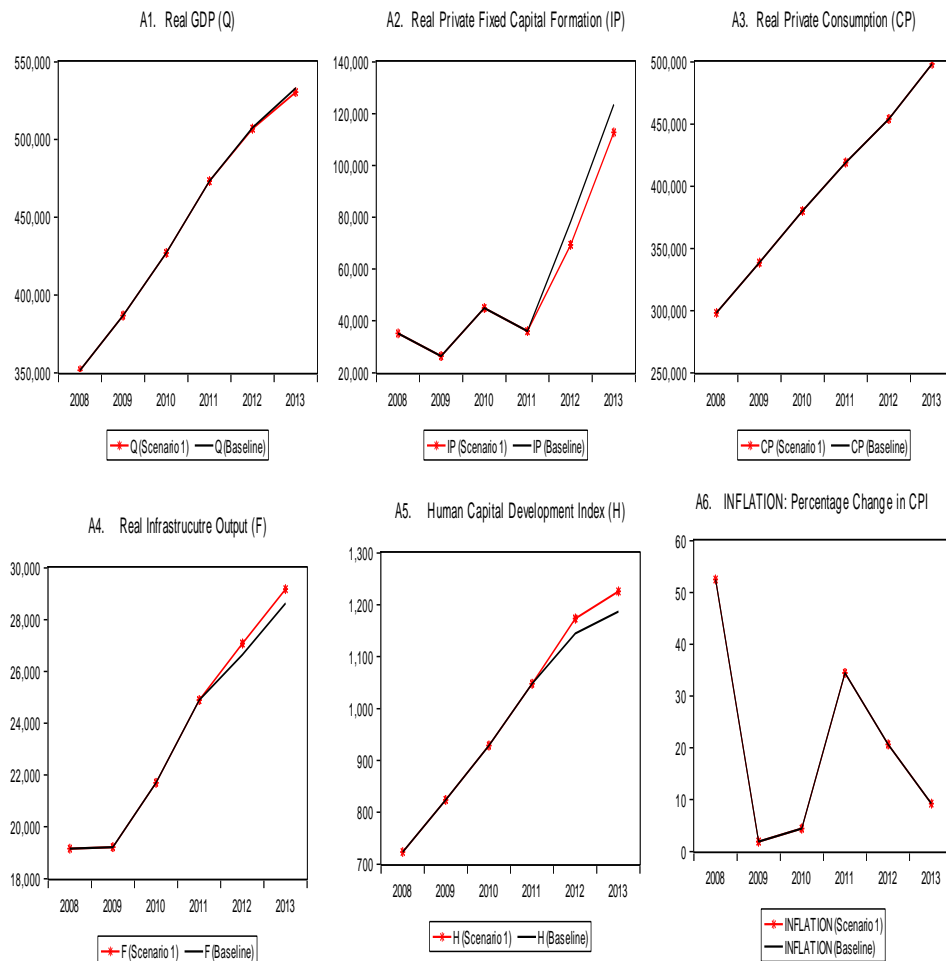 A1. Real GDP (Q)
550,000
500,000
450,000
400,000
350,000
2008 2009 2010 2011 2012 2013
Q (Scenario 1) Q (Baseline)
A2. Real Private Fixed Capital Formation (IP)
140,000
120,000
100,000
80,000
60,000
40,000
20,000
2008 2009 2010 2011 2012 2013
IP (Scenario 1) IP (Baseline)
A3. Real Private Consumption (CP)
500,000
450,000
400,000
350,000
300,000
250,000
2008 2009 2010 2011 2012 2013
CP (Scenario 1) CP (Baseline)
A4. Real Infrastrucutre Output (F)
30,000
28,000
26,000
24,000
22,000
20,000
18,000
2008 2009 2010 2011 2012 2013
F (Scenario 1) F (Baseline)
A5. Human Capital Development Index (H)
1,300
1,200
1,100
1,000
900
800
700
2008 2009 2010 2011 2012 2013
H (Scenario 1) H (Baseline)
A6. INFLATION: Percentage Change in CPI
60
50
40
30
20
10
0
2008 2009 2010 2011 2012 2013
INFLATION (Scenario 1)
INFLATION (Baseline)